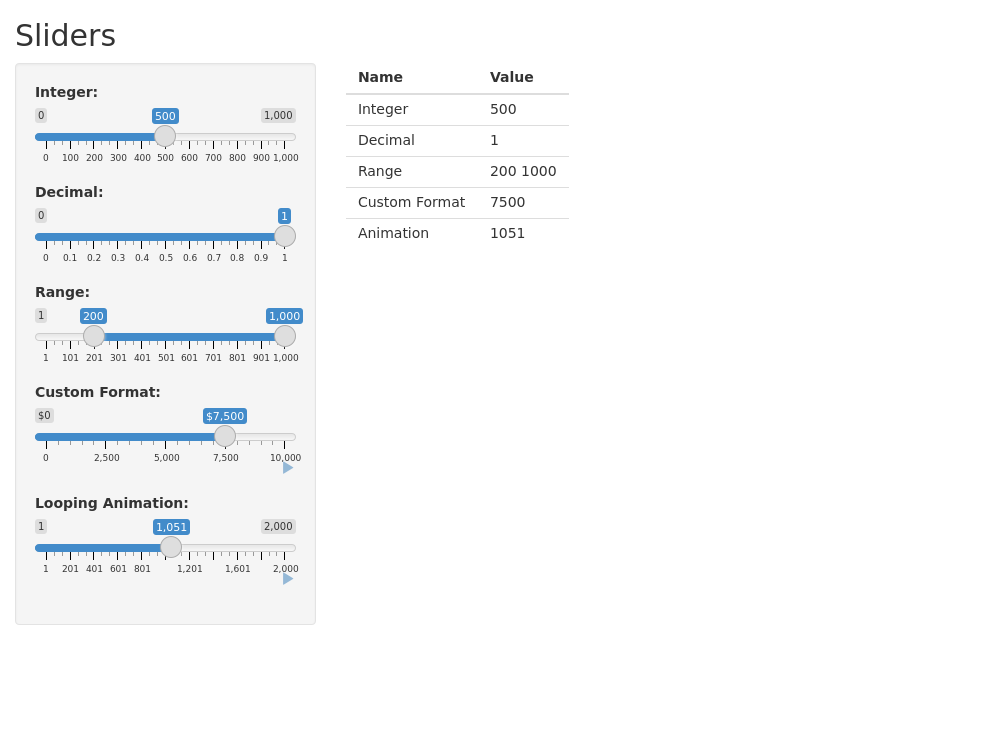 Sliders
Integer:
0 500 1,000
0 100 200 300 400 500 600 700 800 900 1,000
Decimal:
0 1
0 0.1 0.2 0.3 0.4 0.5 0.6 0.7 0.8 0.9 1
Range:
1 200 1,000
1 101 201 301 401 501 601 701 801 901 1,000
Custom Format:
$0 $7,500
0 2,500 5,000 7,500 10,000
Looping Animation:
1 1,051 2,000
1 201 401 601 801 1,201 1,601 2,000
Name Value
Integer 500
Decimal 1
Range 200 1000
Custom Format 7500
Animation 1051